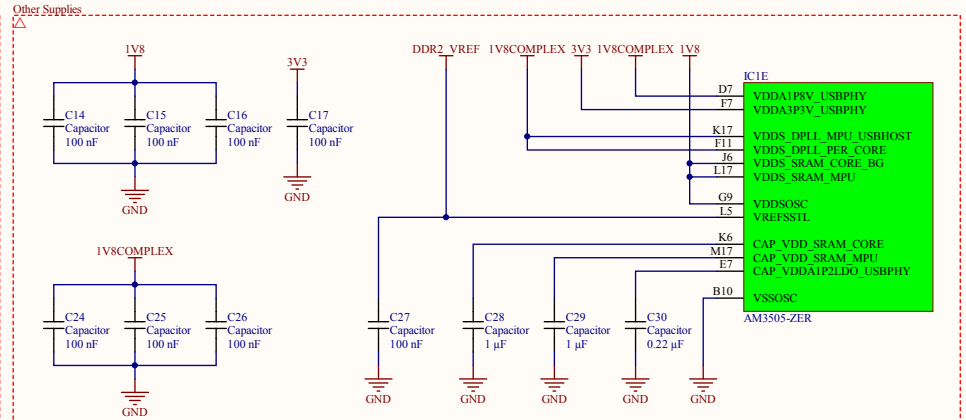 Other Supplies
1V8
3V3
DDR2_VREF
1V8COMPLEX
3V3
1V8COMPLEX
1V8
IC1E
C14
Capacitor
100 nF
C15
Capacitor
100 nF
C16
Capacitor
100 nF
C17
Capacitor
100 nF
GND
GND
D7 VDDA1P8V_USBPHY
F7 VDDA3P3V_USBPHY
K17 VDDS_DPLL_MPU_USBHOST
F11 VDDS_DPLL_PER_CORE
J6 VDDS_SRAM_CORE_BG
L17 VDDS_SRAM_MPU
G9 VDDSOSC
L5 VREFSSTL
K6 CAP_VDD_SRAM_CORE
M17 CAP_VDD_SRAM_MPU
E7 CAP_VDDA1P2LDO_USBPHY
B10 VSSOSC
AM3505-ZER
1V8COMPLEX
C24
Capacitor
100 nF
C25
Capacitor
100 nF
C26
Capacitor
100 nF
GND
C27
Capacitor
100 nF
C28
Capacitor
1 µF
C29
Capacitor
1 µF
C30
Capacitor
0.22 µF
GND
GND
GND
GND
GND